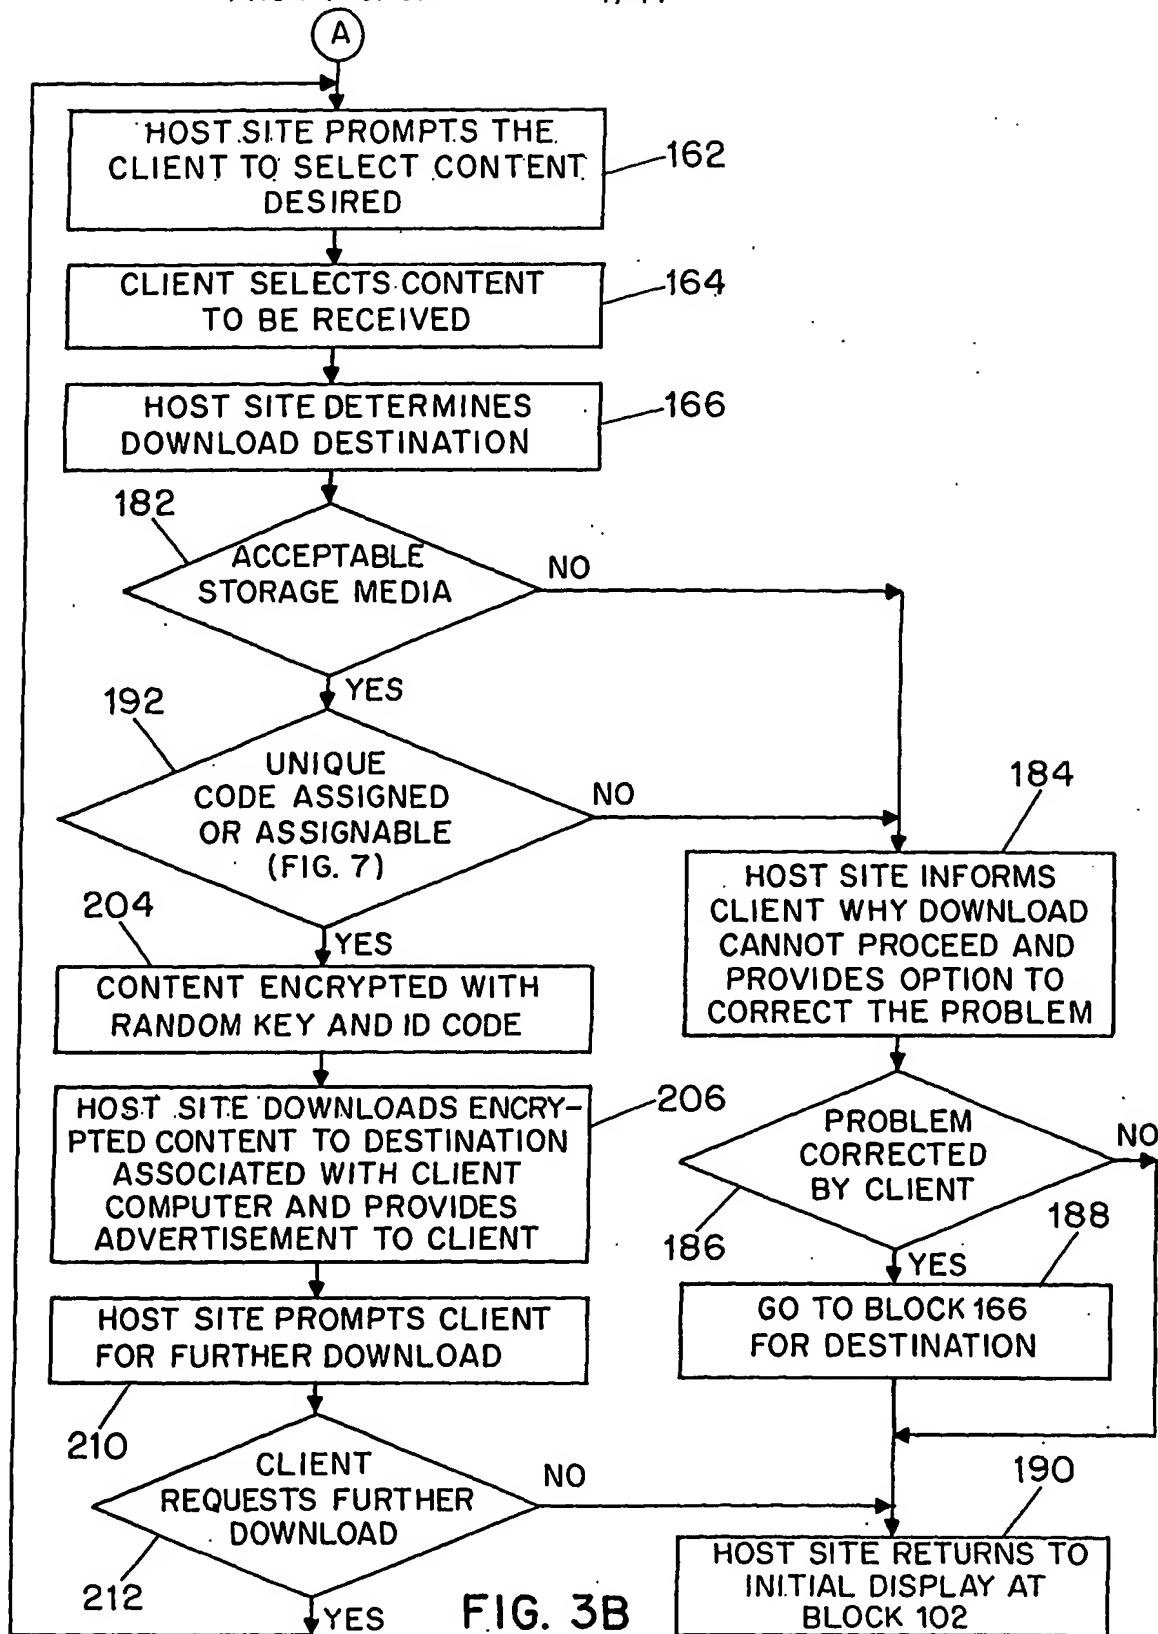 A
HOST SITE PROMPTS THE
CLIENT TO SELECT CONTENT
DESIRED
162
CLIENT SELECTS CONTENT
TO BE RECEIVED
164
HOST SITE DETERMINES
DOWNLOAD DESTINATION
166
182
ACCEPTABLE
STORAGE MEDIA
NO
YES
192
UNIQUE
CODE ASSIGNED
OR ASSIGNABLE
(FIG. 7)
NO
184
HOST SITE INFORMS
CLIENT WHY DOWNLOAD
CANNOT PROCEED AND
PROVIDES OPTION TO
CORRECT THE PROBLEM
204
YES
CONTENT ENCRYPTED WITH
RANDOM KEY AND ID CODE
HOST SITE DOWNLOADS ENCRY-
PTED CONTENT TO DESTINATION
ASSOCIATED WITH CLIENT
COMPUTER AND PROVIDES
ADVERTISEMENT TO CLIENT
206
PROBLEM
CORRECTED
BY CLIENT
NO
186
YES
188
GO TO BLOCK 166
FOR DESTINATION
HOST SITE PROMPTS CLIENT
FOR FURTHER DOWNLOAD
210
CLIENT
REQUESTS FURTHER
DOWNLOAD
NO
190
HOST SITE RETURNS TO
INITIAL DISPLAY AT
BLOCK 102
212
YES
FIG. 3B